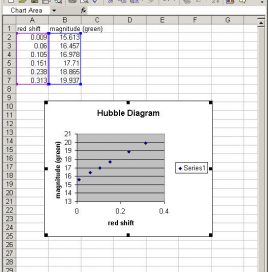 Chart Area
A B C D E F G
1 red shift magnitude (green)
2 0.009 15.613
3 0.06 16.457
4 0.105 16.978
5 0.151 17.71
6 0.238 18.865
7 0.313 19.937
8
9
10
11
12
13
14
15
16
17
18
19
20
21
22
23
24
25
26
27
28
29
Hubble Diagram
magnitude (green)
21
20
19
18
17
16
15
14
13
0 0.2 0.4
red shift
Series1